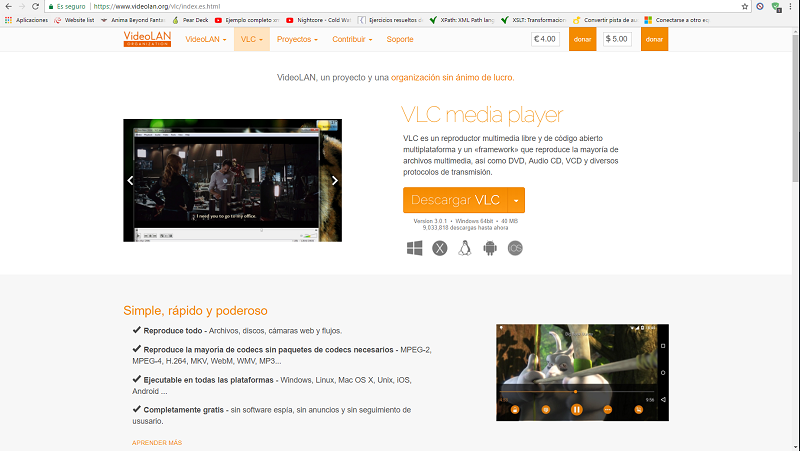 Es seguro https://www.videolan.org/vlc/index.es.html
Aplicaciones Website list Anima Beyond Fantas Pear Deck Ejemplo completo xm Nightcore - Cold Wa Ejercicios resueltos d XPath: XML Path lang XSLT: Transformacion Convertir pista de au Conectarse a otro eq
VideoLAN
ORGANIZATION
VideoLAN VLC Proyectos Contribuir Soporte € 4.00 donar $ 5.00 donar
VideoLAN, un proyecto y una organización sin ánimo de lucro.
VLC media player
VLC es un reproductor multimedia libre y de código abierto
multiplataforma y un «framework» que reproduce la mayoría de
archivos multimedia, así como DVD, Audio CD, VCD y diversos
protocolos de transmisión.
Descargar VLC
Version 3.0.1 • Windows 64bit • 40 MB
9,033,818 descargas hasta ahora
iOS
I need you to go to my office.
Simple, rápido y poderoso
Reproduce todo - Archivos, discos, cámaras web y flujos.
Reproduce la mayoría de codecs sin paquetes de codecs necesarios - MPEG-2,
MPEG-4, H.264, MKV, WebM, WMV, MP3...
Ejecutable en todas las plataformas - Windows, Linux, Mac OS X, Unix, iOS,
Android ...
Completamente gratis - sin software espía, sin anuncios y sin seguimiento de
ususario.
APRENDER MÁS
9:56